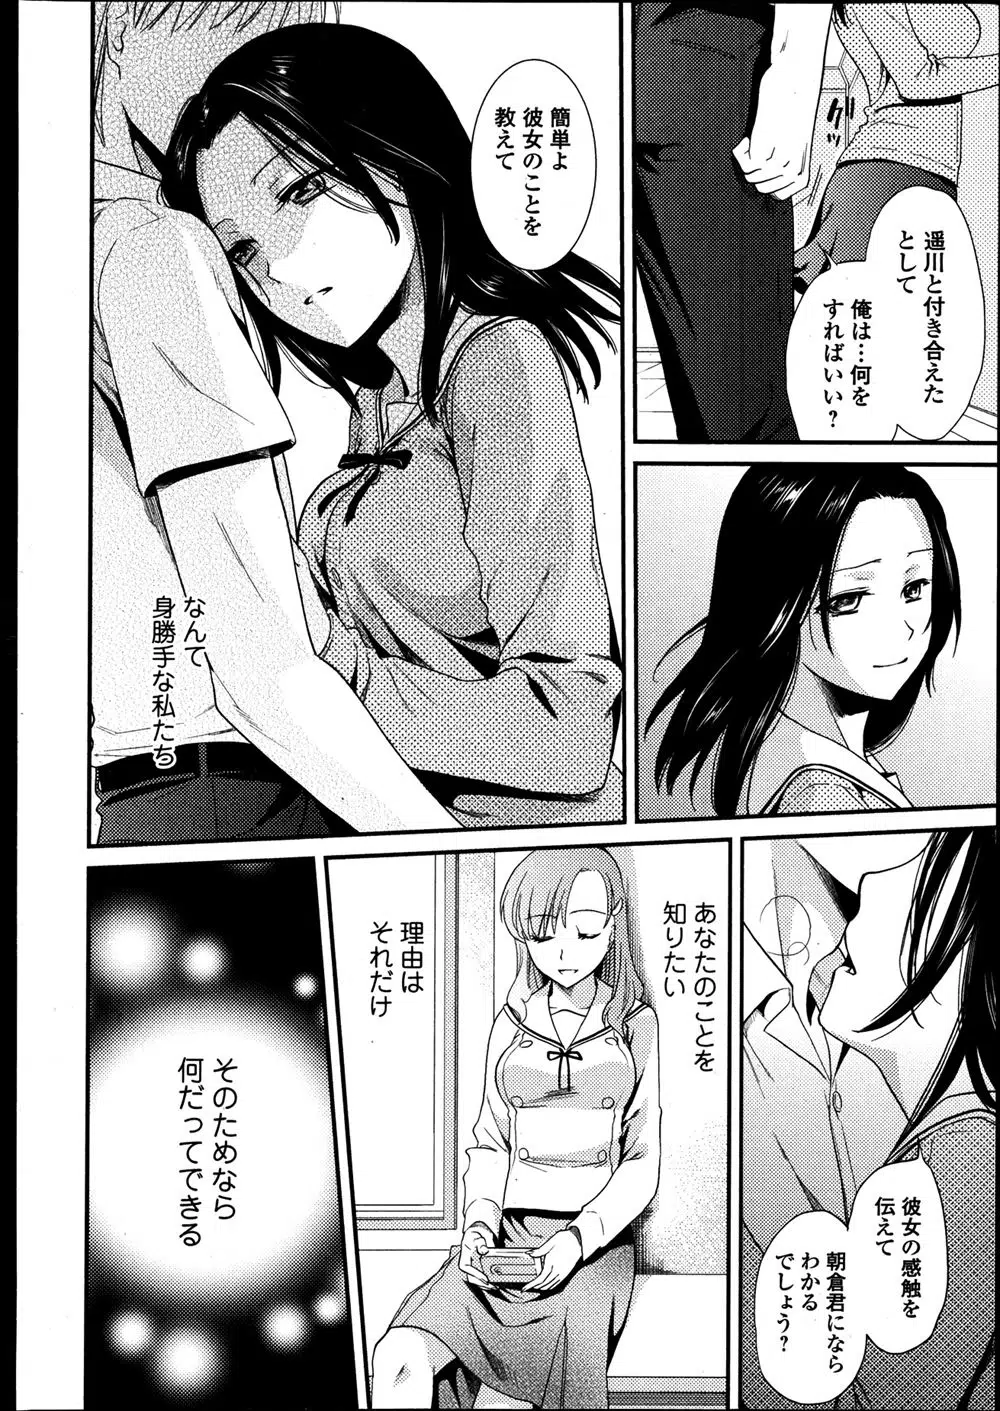 遥川と付き合えた
として
俺は…何を
すればいい?
グッ
簡単よ
彼女のことを
教えて
なんて
身勝手な私たち
彼女の感触を
伝えて
朝倉君になら
わかる
でしょう?
あなたのことを
知りたい
理由は
それだけ
そのためなら
何だってできる